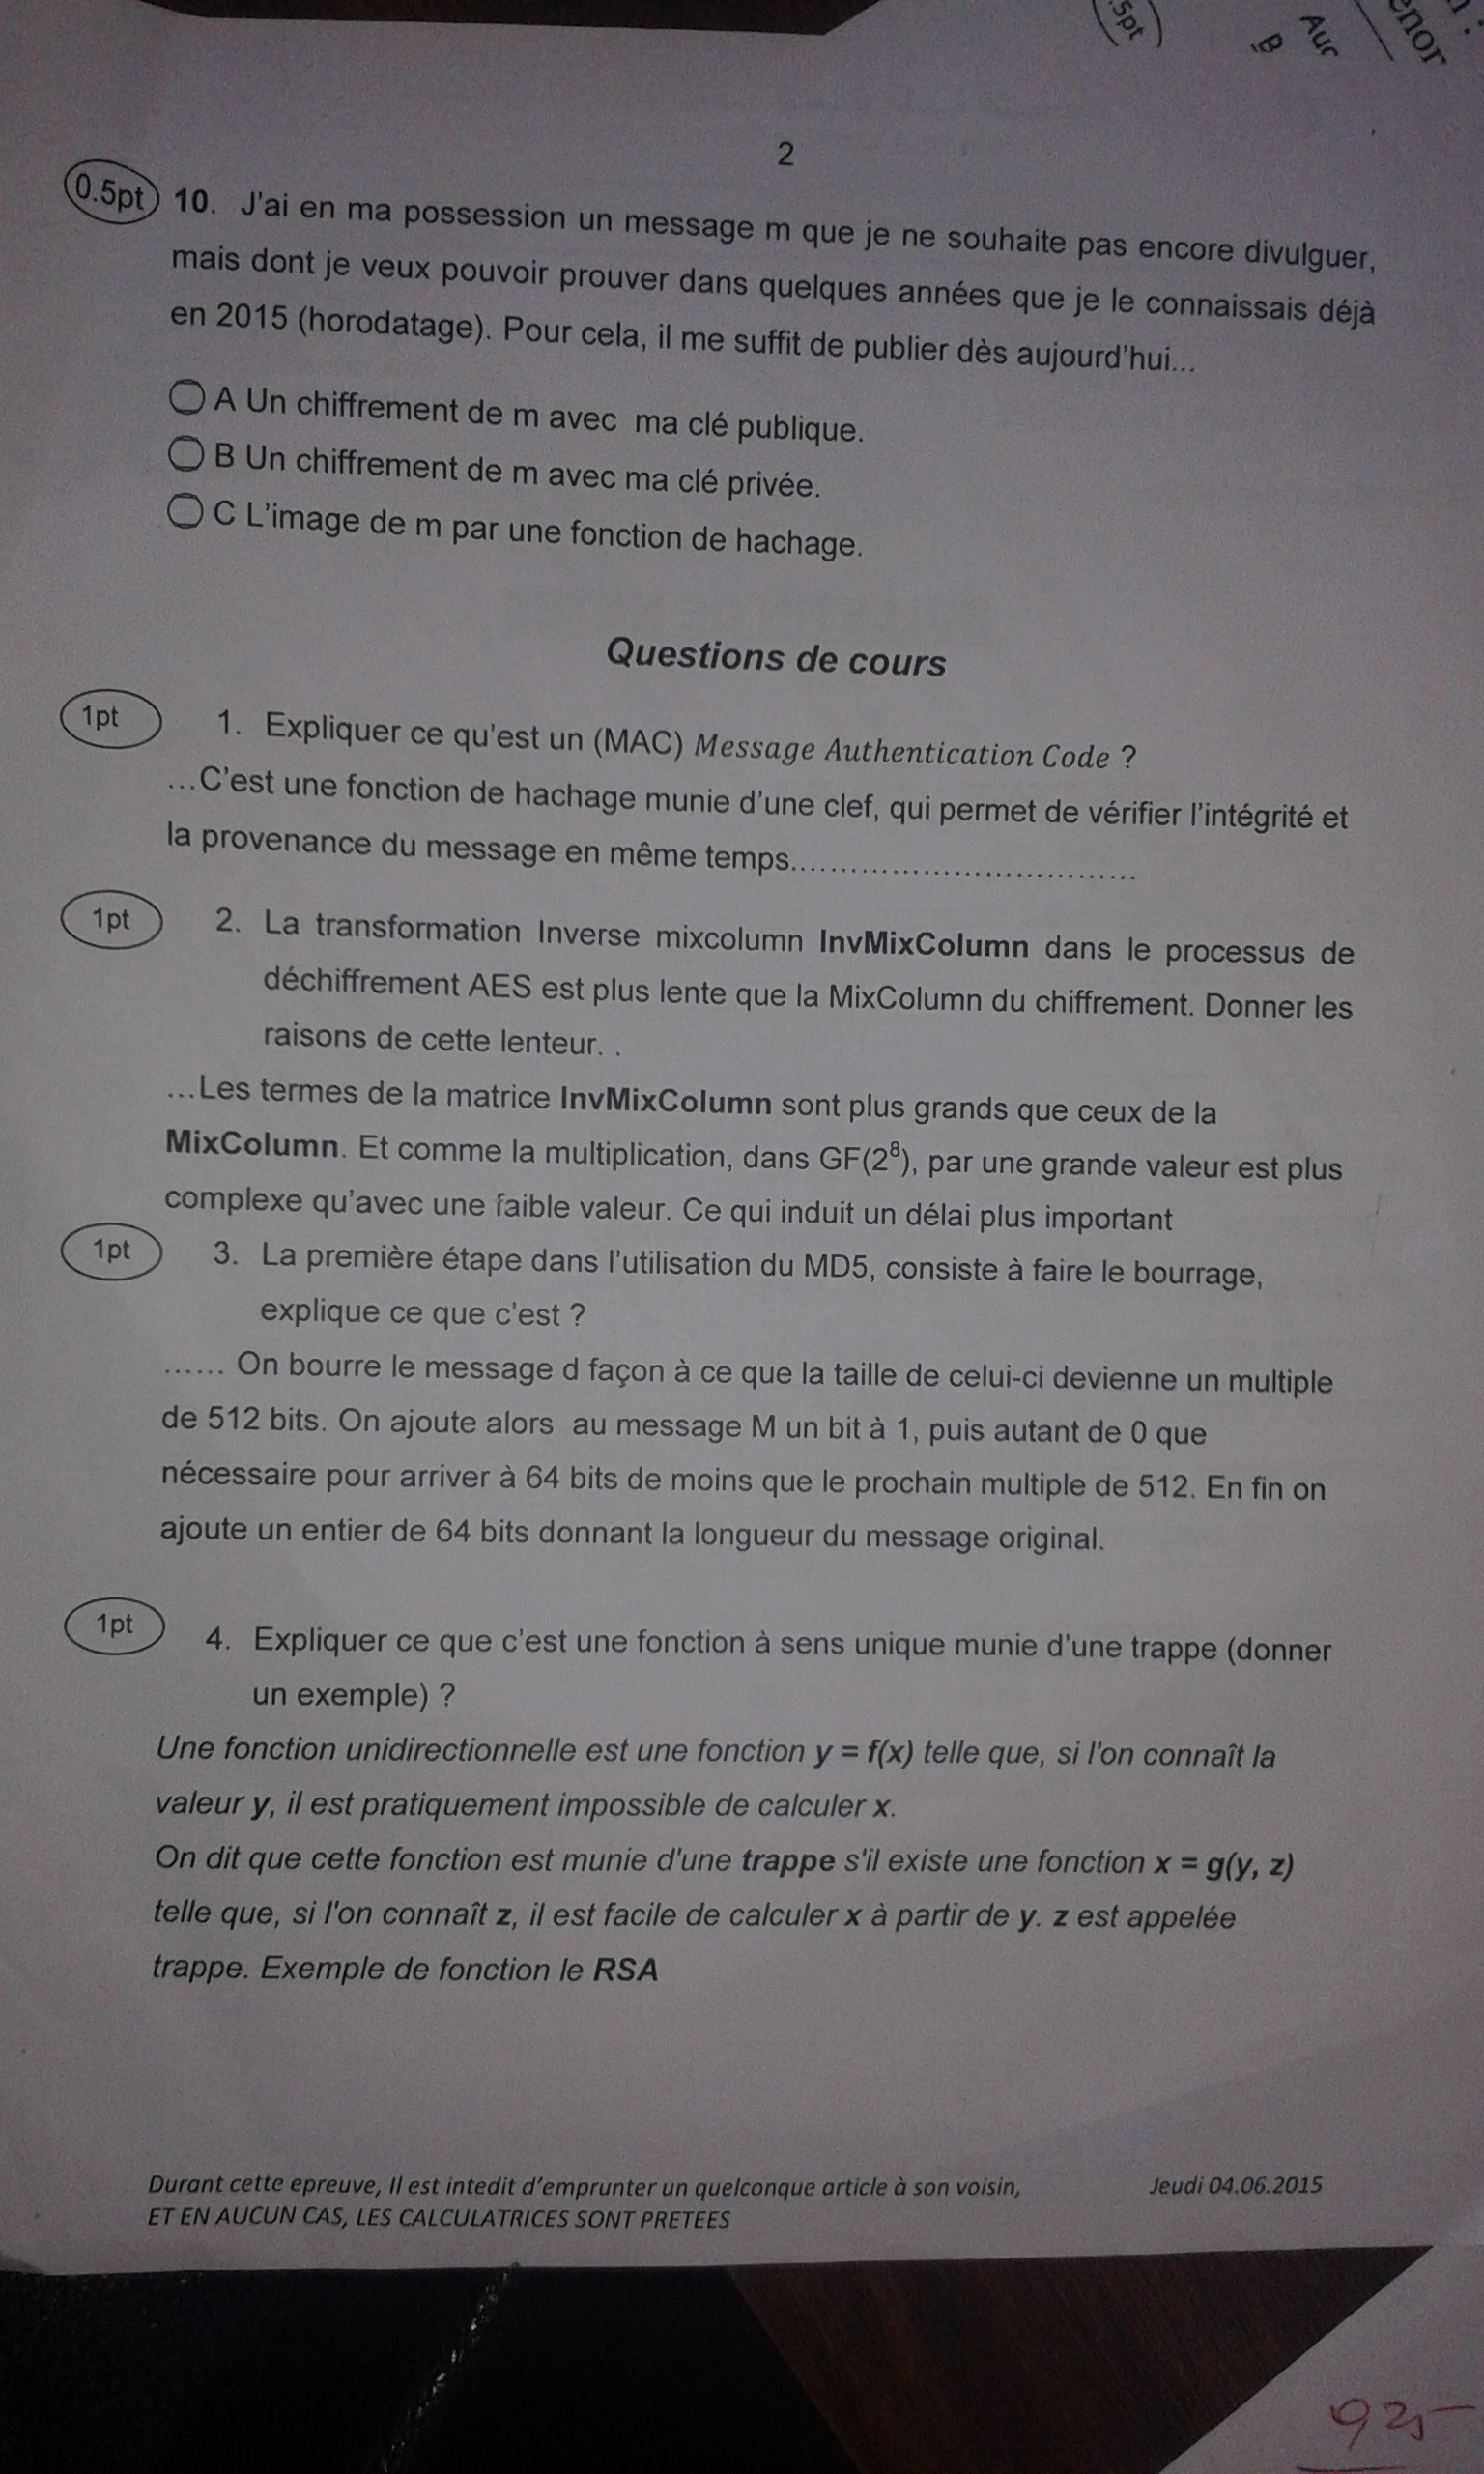 5pt
Auc
enor
2
0.5pt 10. J'ai en ma possession un message m que je ne souhaite pas encore divulguer,
mais dont je veux pouvoir prouver dans quelques années que je le connaissais déjà
en 2015 (horodatage). Pour cela, il me suffit de publier dès aujourd'hui...
A Un chiffrement de m avec ma clé publique.
B Un chiffrement de m avec ma clé privée.
C L'image de m par une fonction de hachage.
Questions de cours
1pt 1. Expliquer ce qu'est un (MAC) Message Authentication Code ?
...C'est une fonction de hachage munie d'une clef, qui permet de vérifier l'intégrité et
la provenance du message en même temps...................................
1pt 2. La transformation Inverse mixcolumn InvMixColumn dans le processus de
déchiffrement AES est plus lente que la MixColumn du chiffrement. Donner les
raisons de cette lenteur. .
...Les termes de la matrice InvMixColumn sont plus grands que ceux de la
MixColumn. Et comme la multiplication, dans GF(2⁸), par une grande valeur est plus
complexe qu'avec une faible valeur. Ce qui induit un délai plus important
1pt 3. La première étape dans l'utilisation du MD5, consiste à faire le bourrage,
explique ce que c'est ?
...... On bourre le message d façon à ce que la taille de celui-ci devienne un multiple
de 512 bits. On ajoute alors au message M un bit à 1, puis autant de 0 que
nécessaire pour arriver à 64 bits de moins que le prochain multiple de 512. En fin on
ajoute un entier de 64 bits donnant la longueur du message original.
1pt 4. Expliquer ce que c'est une fonction à sens unique munie d'une trappe (donner
un exemple) ?
Une fonction unidirectionnelle est une fonction y = f(x) telle que, si l'on connaît la
valeur y, il est pratiquement impossible de calculer x.
On dit que cette fonction est munie d'une trappe s'il existe une fonction x = g(y, z)
telle que, si l'on connaît z, il est facile de calculer x à partir de y. z est appelée
trappe. Exemple de fonction le RSA
Durant cette epreuve, Il est intedit d'emprunter un quelconque article à son voisin, Jeudi 04.06.2015
ET EN AUCUN CAS, LES CALCULATRICES SONT PRETEES